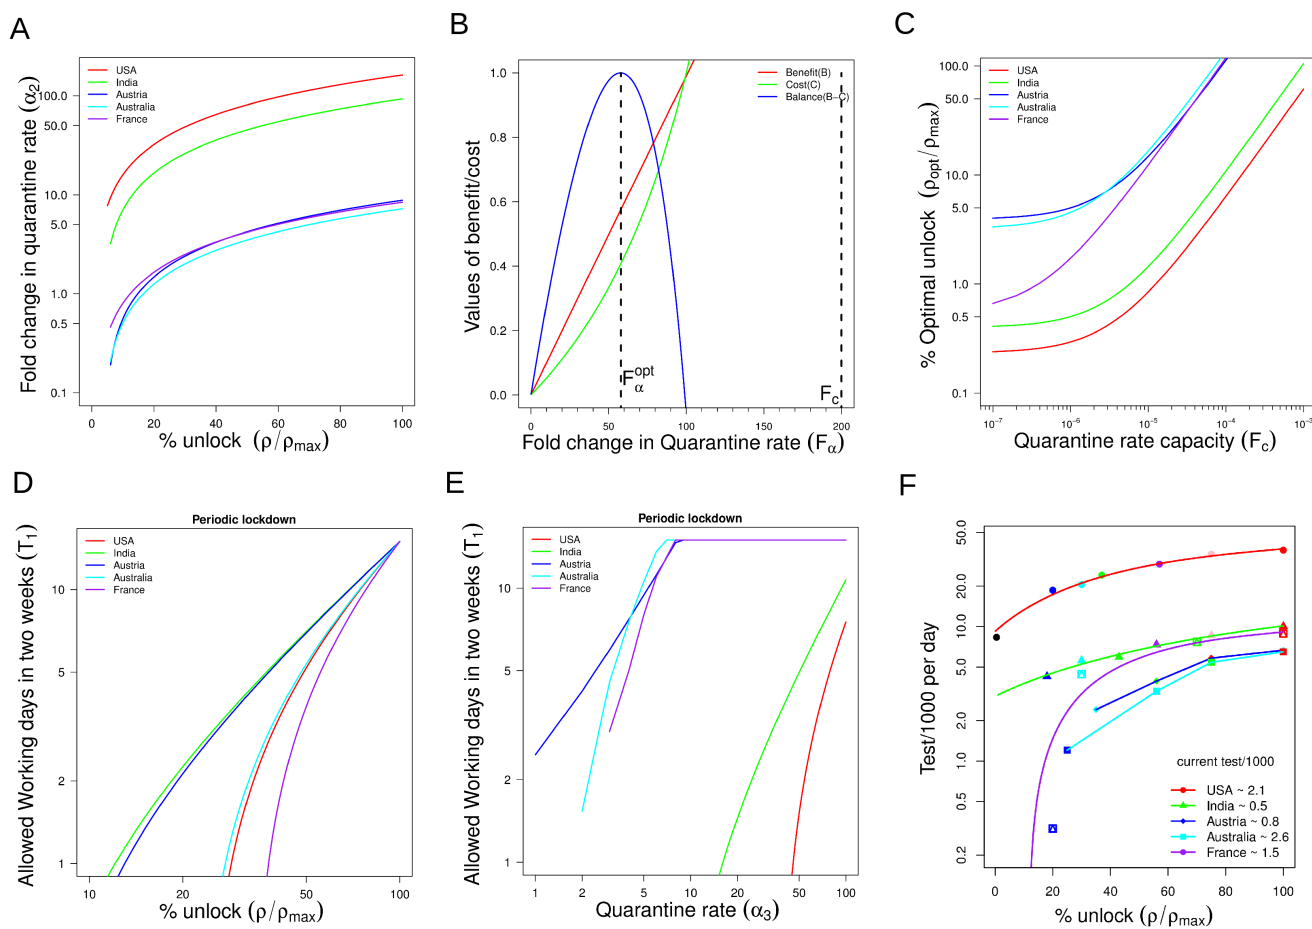 A
Fold change in quarantine rate (α2)
USA
India
Austria
Australia
France
100.0
50.0
10.0
5.0
1.0
0.5
0.1
0
20
40
60
80
100
% unlock (ρ/ρmax)
B
Values of benefit/cost
Benefit(B)
Cost(C)
Balance(B−C)
1.0
0.8
0.6
0.4
0.2
0.0
Fαopt
Fc
0
50
100
150
200
Fold change in Quarantine rate (Fα)
C
% Optimal unlock (ρopt/ρmax)
USA
India
Austria
Australia
France
100.0
50.0
10.0
5.0
1.0
0.5
0.1
10−7
10−6
10−5
10−4
10−3
Quarantine rate capacity (Fc)
D
Periodic lockdown
Allowed Working days in two weeks (T1)
USA
India
Austria
Australia
France
10
5
2
1
10
20
50
100
% unlock (ρ/ρmax)
E
Periodic lockdown
Allowed Working days in two weeks (T1)
USA
India
Austria
Australia
France
10
5
2
1
1
2
5
10
20
50
100
Quarantine rate (α3)
F
Test/1000 per day
50.0
20.0
10.0
5.0
2.0
1.0
0.5
0.2
current test/1000
USA ~ 2.1
India ~ 0.5
Austria ~ 0.8
Australia ~ 2.6
France ~ 1.5
0
20
40
60
80
100
% unlock (ρ/ρmax)